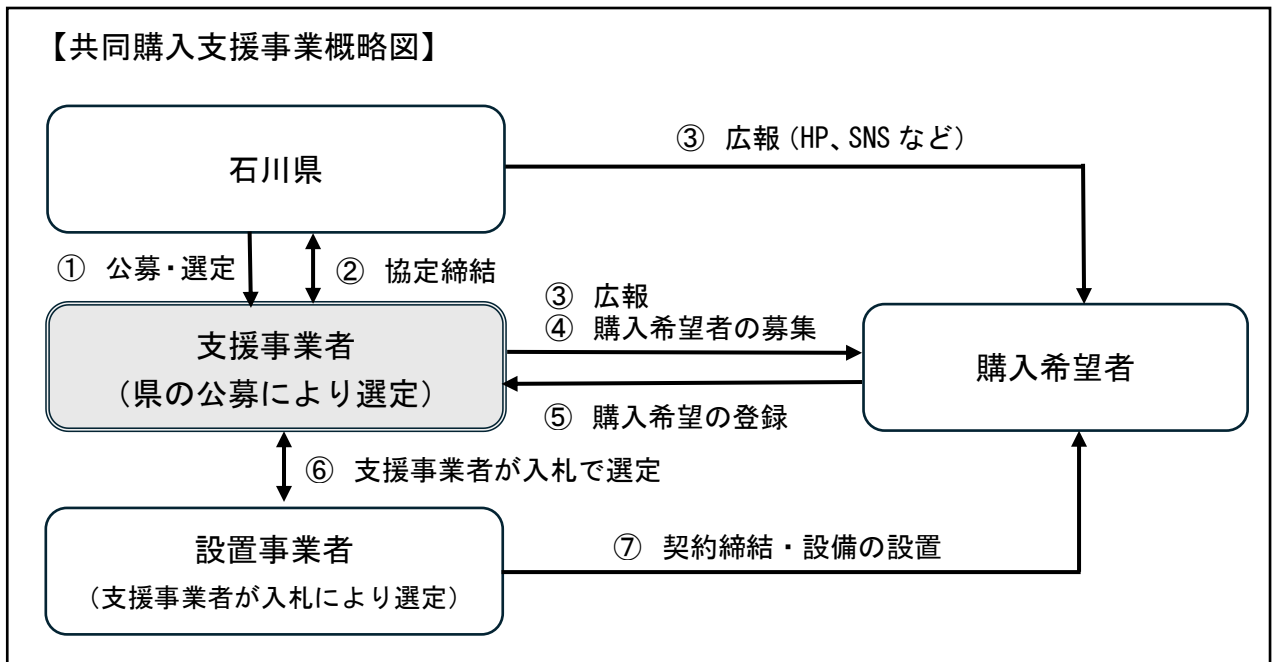 【共同購入支援事業概略図】
石川県
③ 広報(HP、SNS など)
① 公募・選定
② 協定締結
支援事業者
(県の公募により選定)
③ 広報
④ 購入希望者の募集
購入希望者
⑤ 購入希望の登録
⑥ 支援事業者が入札で選定
設置事業者
(支援事業者が入札により選定)
⑦ 契約締結・設備の設置